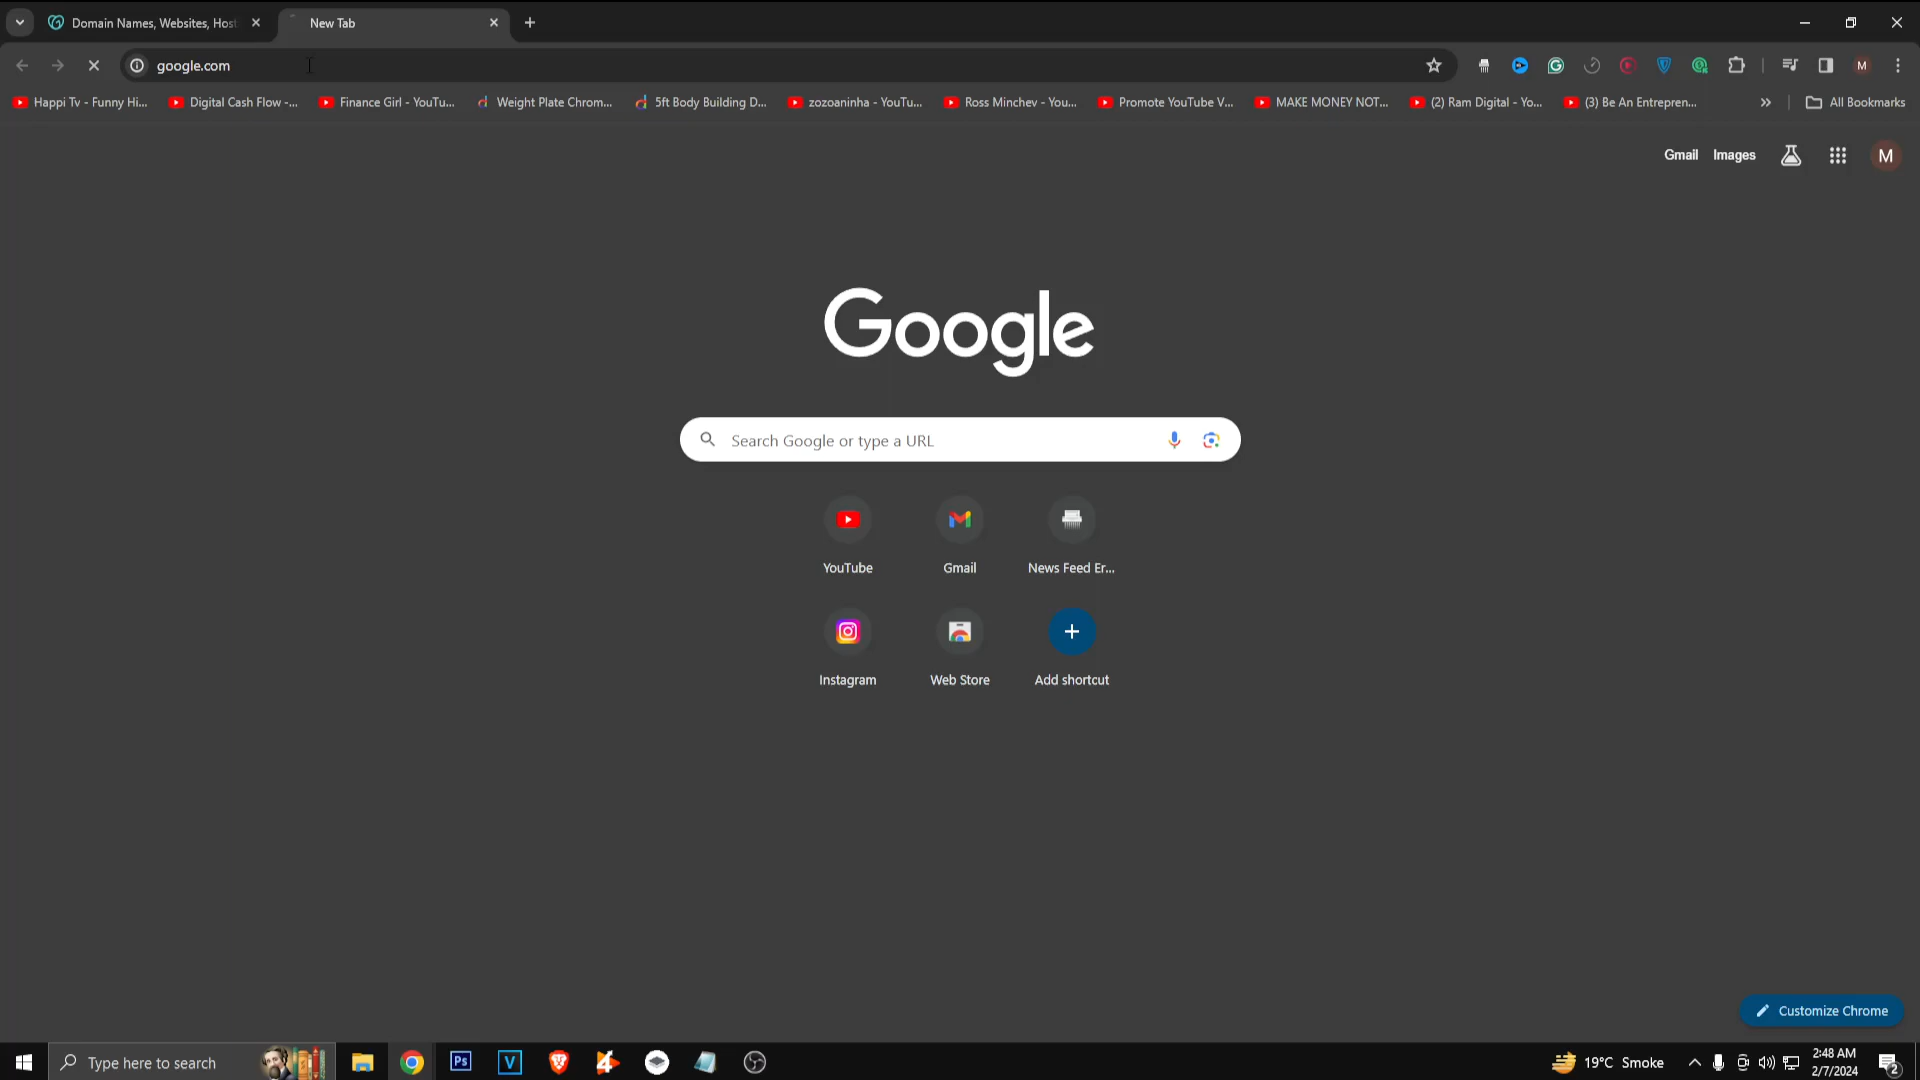 Domain Names, Websites, Host
New Tab
google.com
Happi Tv - Funny Hi...
Digital Cash Flow -...
Finance Girl - YouTu...
Weight Plate Chrom...
5ft Body Building D...
zozoaninha - YouTu...
Ross Minchev - You...
Promote YouTube V...
MAKE MONEY NOT...
(2) Ram Digital - Yo...
(3) Be An Entrepren...
All Bookmarks
Gmail
Images
M
M
Google
Search Google or type a URL
YouTube
Gmail
News Feed Er...
Instagram
Web Store
Add shortcut
Customize Chrome
Type here to search
Ps
V
19°C Smoke
2:48 AM
2/7/2024
2